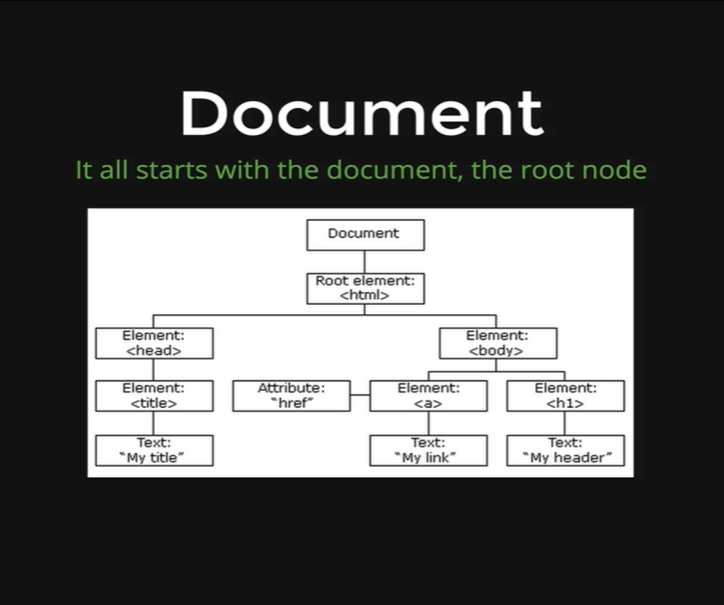 Document
It all starts with the document, the root node
Document
Root element:
<html>
Element:
<head>
Element:
<body>
Element:
<title>
Attribute:
“href”
Element:
<a>
Element:
<h1>
Text:
“My title”
Text:
“My link”
Text:
“My header”